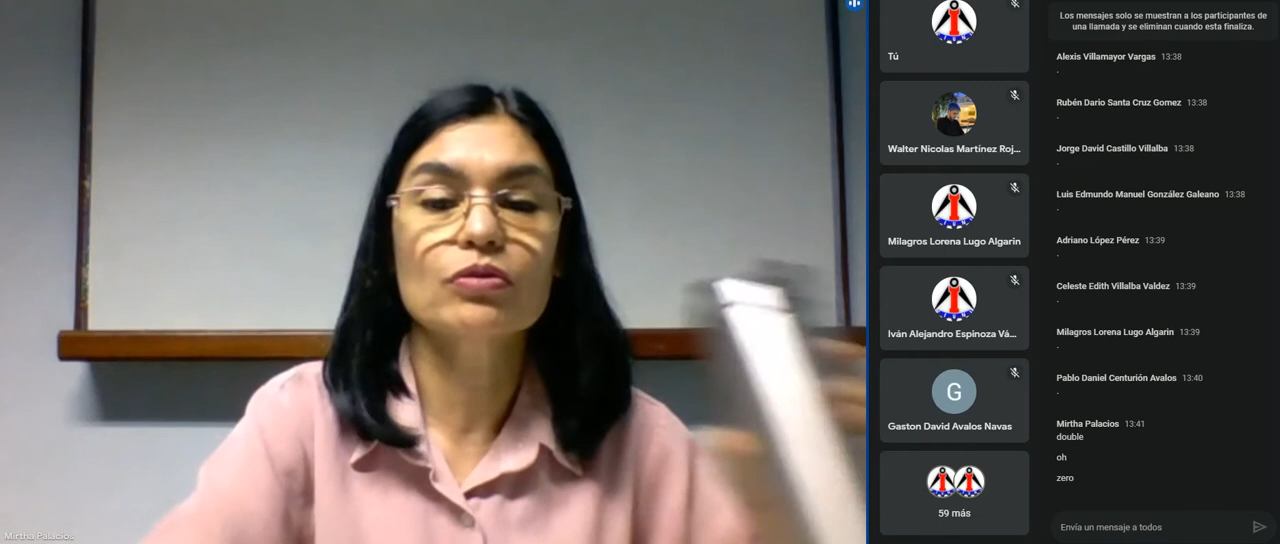 Mirtha Palacios
Tú
Walter Nicolas Martínez Roj...
Milagros Lorena Lugo Algarin
Iván Alejandro Espinoza Vá...
G
Gaston David Avalos Navas
59 más
Los mensajes solo se muestran a los participantes de
una llamada y se eliminan cuando esta finaliza.
Alexis Villamayor Vargas 13:38
.
Rubén Dario Santa Cruz Gomez 13:38
.
Jorge David Castillo Villalba 13:38
.
Luis Edmundo Manuel González Galeano 13:38
.
Adriano López Pérez 13:39
.
Celeste Edith Villalba Valdez 13:39
.
Milagros Lorena Lugo Algarin 13:39
.
Pablo Daniel Centurión Avalos 13:40
.
Mirtha Palacios 13:41
double
oh
zero
Envía un mensaje a todos